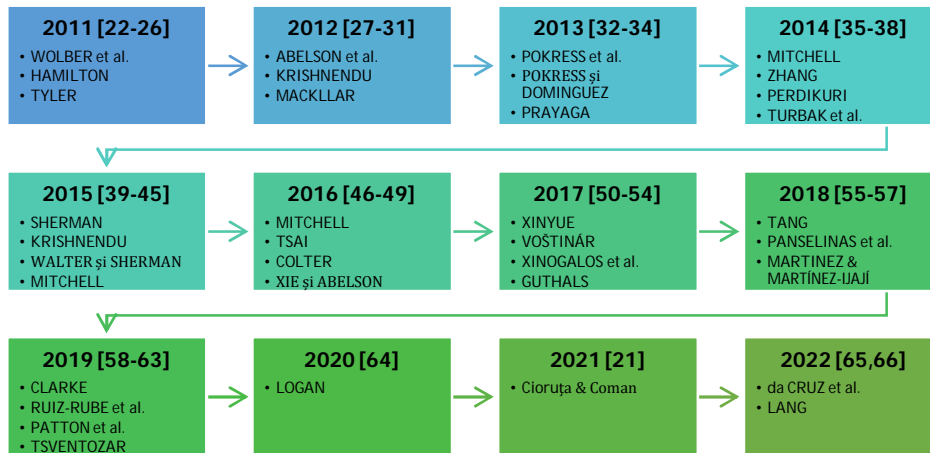 2011 [22-26]
• WOLBER et al.
• HAMILTON
• TYLER
2012 [27-31]
• ABELSON et al.
• KRISHNENDU
• MACKLLAR
2013 [32-34]
• POKRESS et al.
• POKRESS și
DOMINGUEZ
• PRAYAGA
2014 [35-38]
• MITCHELL
• ZHANG
• PERDIKURI
• TURBAK et al.
2015 [39-45]
• SHERMAN
• KRISHNENDU
• WALTER și SHERMAN
• MITCHELL
2016 [46-49]
• MITCHELL
• TSAI
• COLTER
• XIE și ABELSON
2017 [50-54]
• XINYUE
• VOŠTINÁR
• XINOGALOS et al.
• GUTHALS
2018 [55-57]
• TANG
• PANSELINAS et al.
• MARTINEZ &
MARTÍNEZ-IJAJÍ
2019 [58-63]
• CLARKE
• RUIZ-RUBE et al.
• PATTON et al.
• TSVENTOZAR
2020 [64]
• LOGAN
2021 [21]
• Cioruța & Coman
2022 [65,66]
• da CRUZ et al.
• LANG